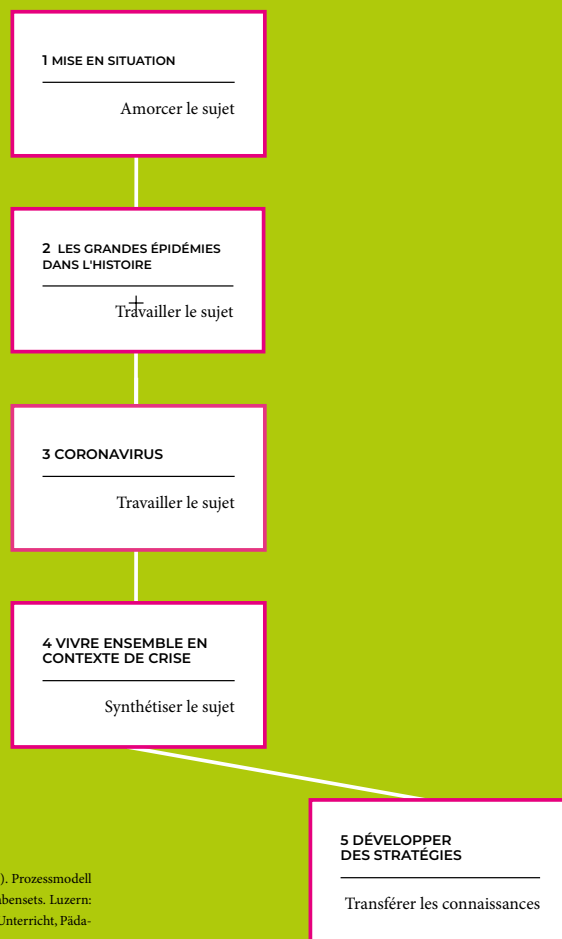 1 MISE EN SITUATION
Amorcer le sujet
2 LES GRANDES ÉPIDÉMIES
DANS L'HISTOIRE
Travailler le sujet
3 CORONAVIRUS
Travailler le sujet
4 VIVRE ENSEMBLE EN
CONTEXTE DE CRISE
Synthétiser le sujet
5 DÉVELOPPER
DES STRATÉGIES
Transférer les connaissances
). Prozessmodell
bensets. Luzern:
Unterricht, Päda-